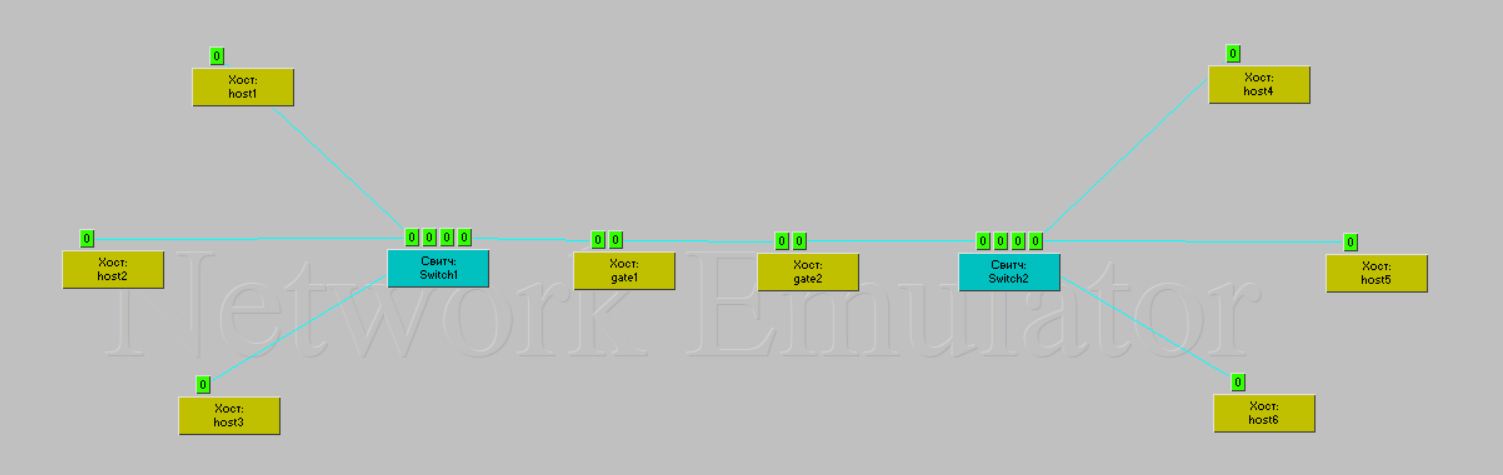 0
Хост:
host1
0
Хост:
host4
0
Хост:
host2
0 0 0 0
Свитч:
Switch1
0 0
Хост:
gate1
0 0
Хост:
gate2
0 0 0 0
Свитч:
Switch2
0
Хост:
host5
Network Emulator
0
Хост:
host3
0
Хост:
host6